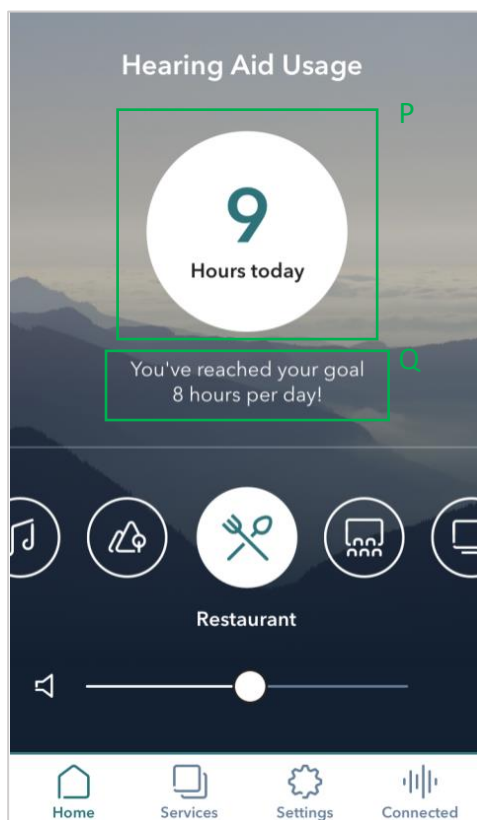 Hearing Aid Usage
P
9
Hours today
Q
You've reached your goal
8 hours per day!
Restaurant
Home Services Settings Connected